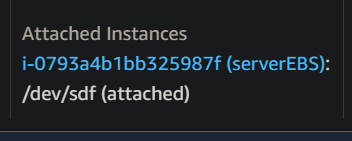 Attached Instances
i-0793a4b1bb325987f (serverEBS):
/dev/sdf (attached)